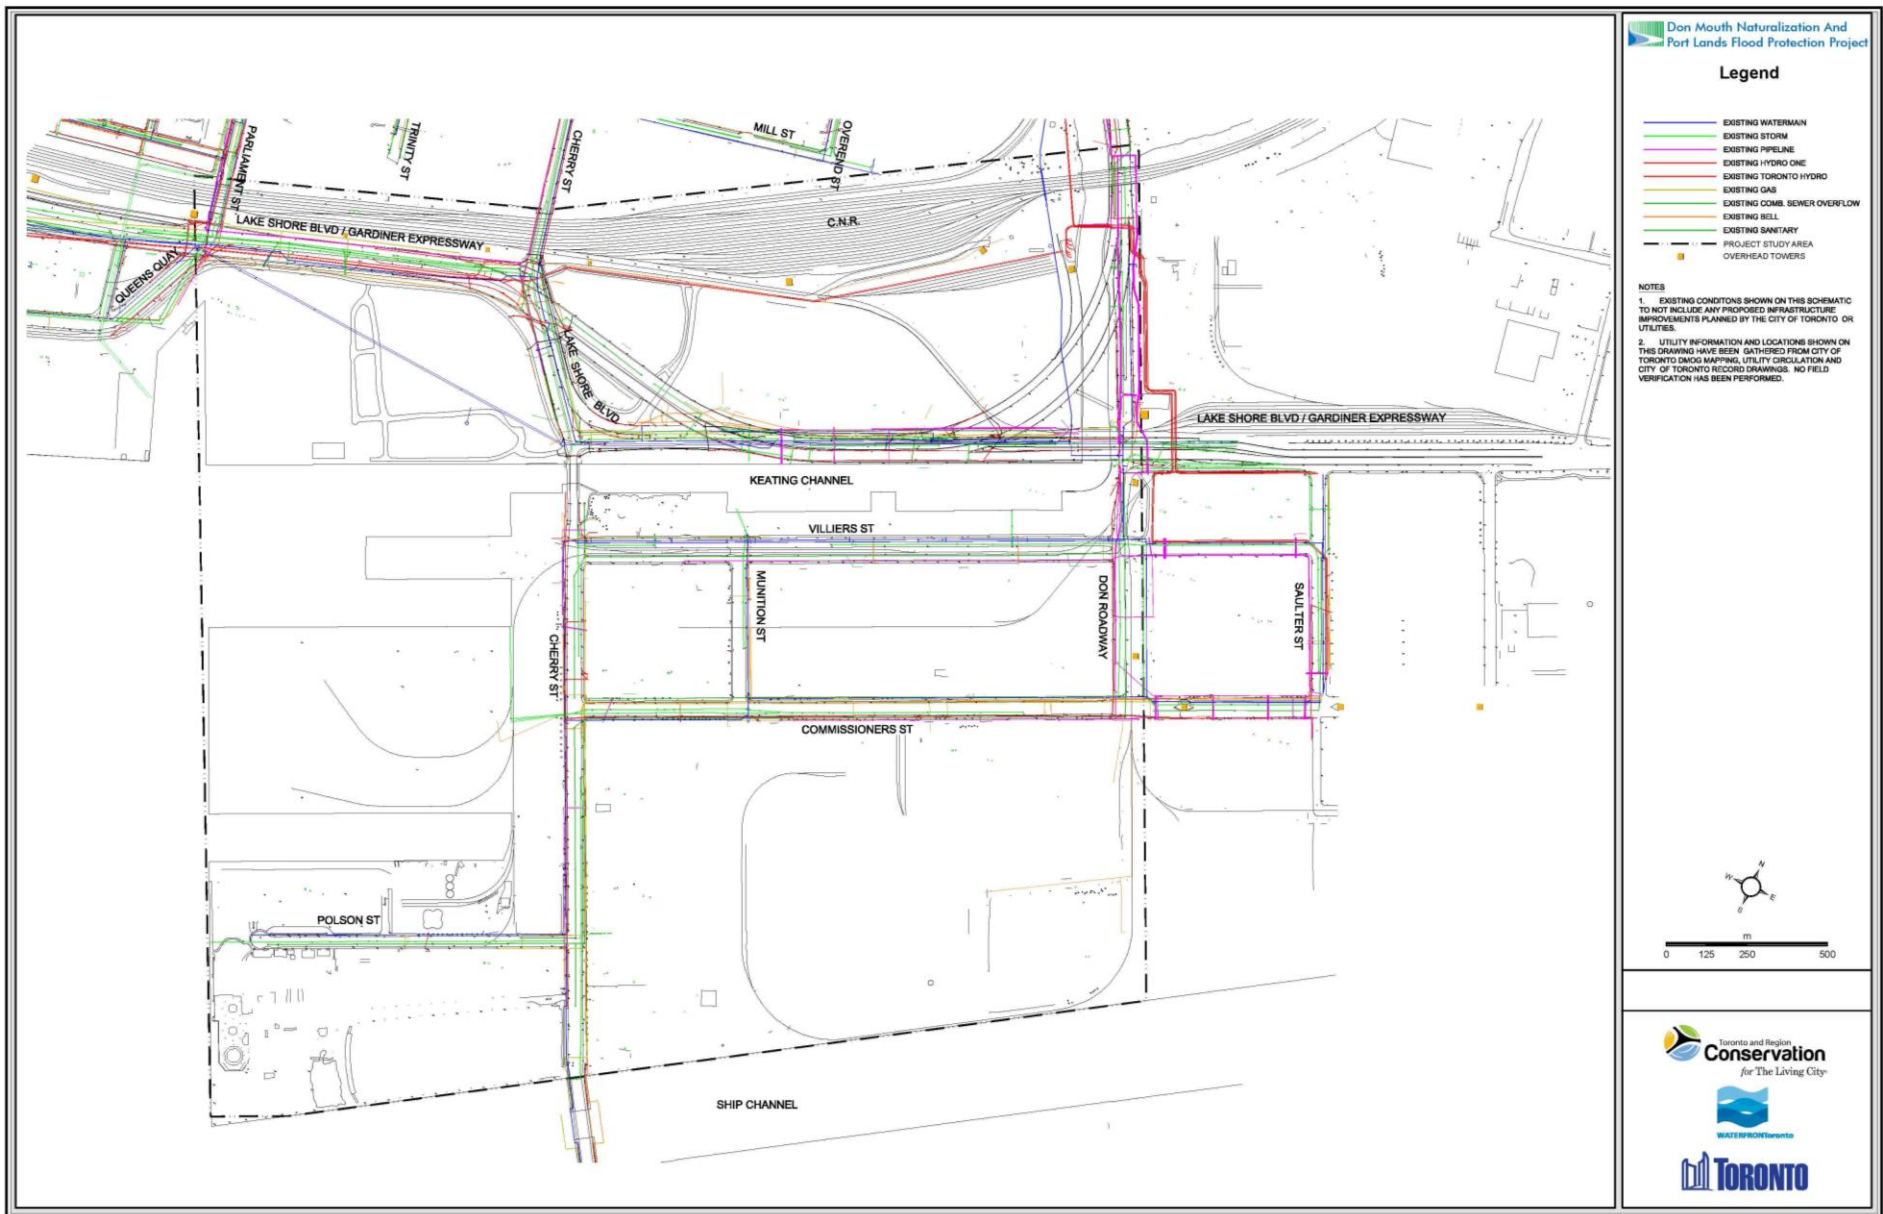 Don Mouth Naturalization And
Port Lands Flood Protection Project
Legend
EXISTING WATERMAIN
EXISTING STORM
EXISTING PIPELINE
EXISTING HYDRO ONE
EXISTING TORONTO HYDRO
EXISTING GAS
EXISTING COMB. SEWER OVERFLOW
EXISTING BELL
EXISTING SANITARY
PROJECT STUDY AREA
OVERHEAD TOWERS
NOTES
1. EXISTING CONDITONS SHOWN ON THIS SCHEMATIC
TO NOT INCLUDE ANY PROPOSED INFRASTRUCTURE
IMPROVEMENTS PLANNED BY THE CITY OF TORONTO OR
UTILITIES.
2. UTILITY INFORMATION AND LOCATIONS SHOWN ON
THIS DRAWING HAVE BEEN GATHERED FROM CITY OF
TORONTO DMOG MAPPING, UTILITY CIRCULATION AND
CITY OF TORONTO RECORD DRAWINGS. NO FIELD
VERIFICATION HAS BEEN PERFORMED.
PARLIAMENT ST
TRINITY ST
CHERRY ST
MILL ST
OVEREND ST
LAKE SHORE BLVD / GARDINER EXPRESSWAY
C.N.R.
QUEENS QUAY
LAKE SHORE BLVD
LAKE SHORE BLVD / GARDINER EXPRESSWAY
KEATING CHANNEL
VILLIERS ST
MUNITION ST
DON ROADWAY
SAULTER ST
CHERRY ST
COMMISSIONERS ST
POLSON ST
SHIP CHANNEL
N
W
E
S
m
0 125 250 500
Toronto and Region
Conservation
for The Living City·
WATERFRONToronto
TORONTO